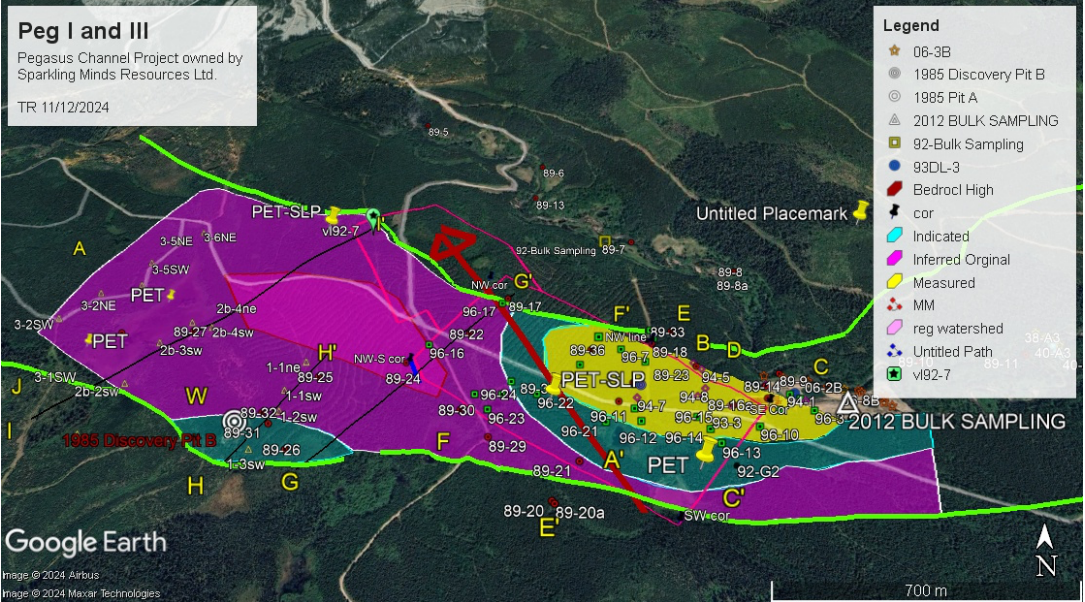 Peg I and III
Pegasus Channel Project owned by
Sparkling Minds Resources Ltd.
TR 11/12/2024
Legend
06-3B
1985 Discovery Pit B
1985 Pit A
2012 BULK SAMPLING
92-Bulk Sampling
93DL-3
Bedrocl High
cor
Indicated
Inferred Orginal
Measured
MM
reg watershed
Untitled Path
vl92-7
89-5
89-6
89-13
PET-SLP
vl92-7
I'
Untitled Placemark
92-Bulk Sampling
89-7
A
3-5NE
3-6NE
3-5SW
89-8
89-8a
PET
3-2NE
G'
NW cor
2b-4ne
96-17
89-17
3-2SW
89-27
2b-4sw
F'
E
PET
89-22
NW line
89-33
B
D
2b-3sw
H'
NW-S cor
96-16
89-36
96-7
89-18
38/A3
40-A3
89-10
89-11
1-1ne
C
3-1SW
89-25
89-24
PET-SLP
89-23
94-5
89-14
89-9
06-2B
J
2b-2sw
W
1-1sw
96-24
89-3
96-22
94-8
94-1
8B
89-30
94-7
89-16
SE Cor
89-32
1-2sw
96-23
96-11
96-15
93-3
96-3
2012 BULK SAMPLING
I
89-31
1985 Discovery Pit B
F
96-21
96-12
96-14
96-10
89-26
89-29
96-13
1-3sw
89-21
A'
PET
92-G2
H
G
C'
89-20
89-20a
SW cor
E'
Google Earth
Image © 2024 Airbus
Image © 2024 Maxar Technologies
N
700 m